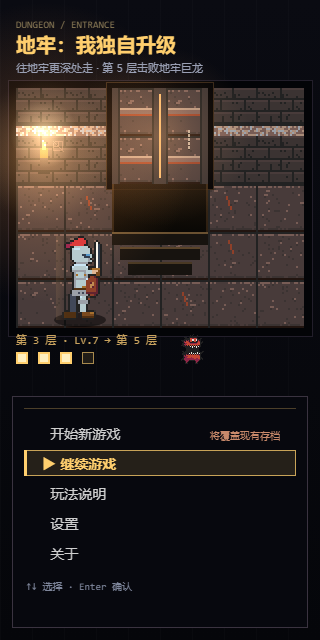 DUNGEON / ENTRANCE
地牢：我独自升级
往地牢更深处走 · 第 5 层击败地牢巨龙
第 3 层 · Lv.7 → 第 5 层
开始新游戏 将覆盖现有存档
▶ 继续游戏
玩法说明
设置
关于
↑↓ 选择 · Enter 确认